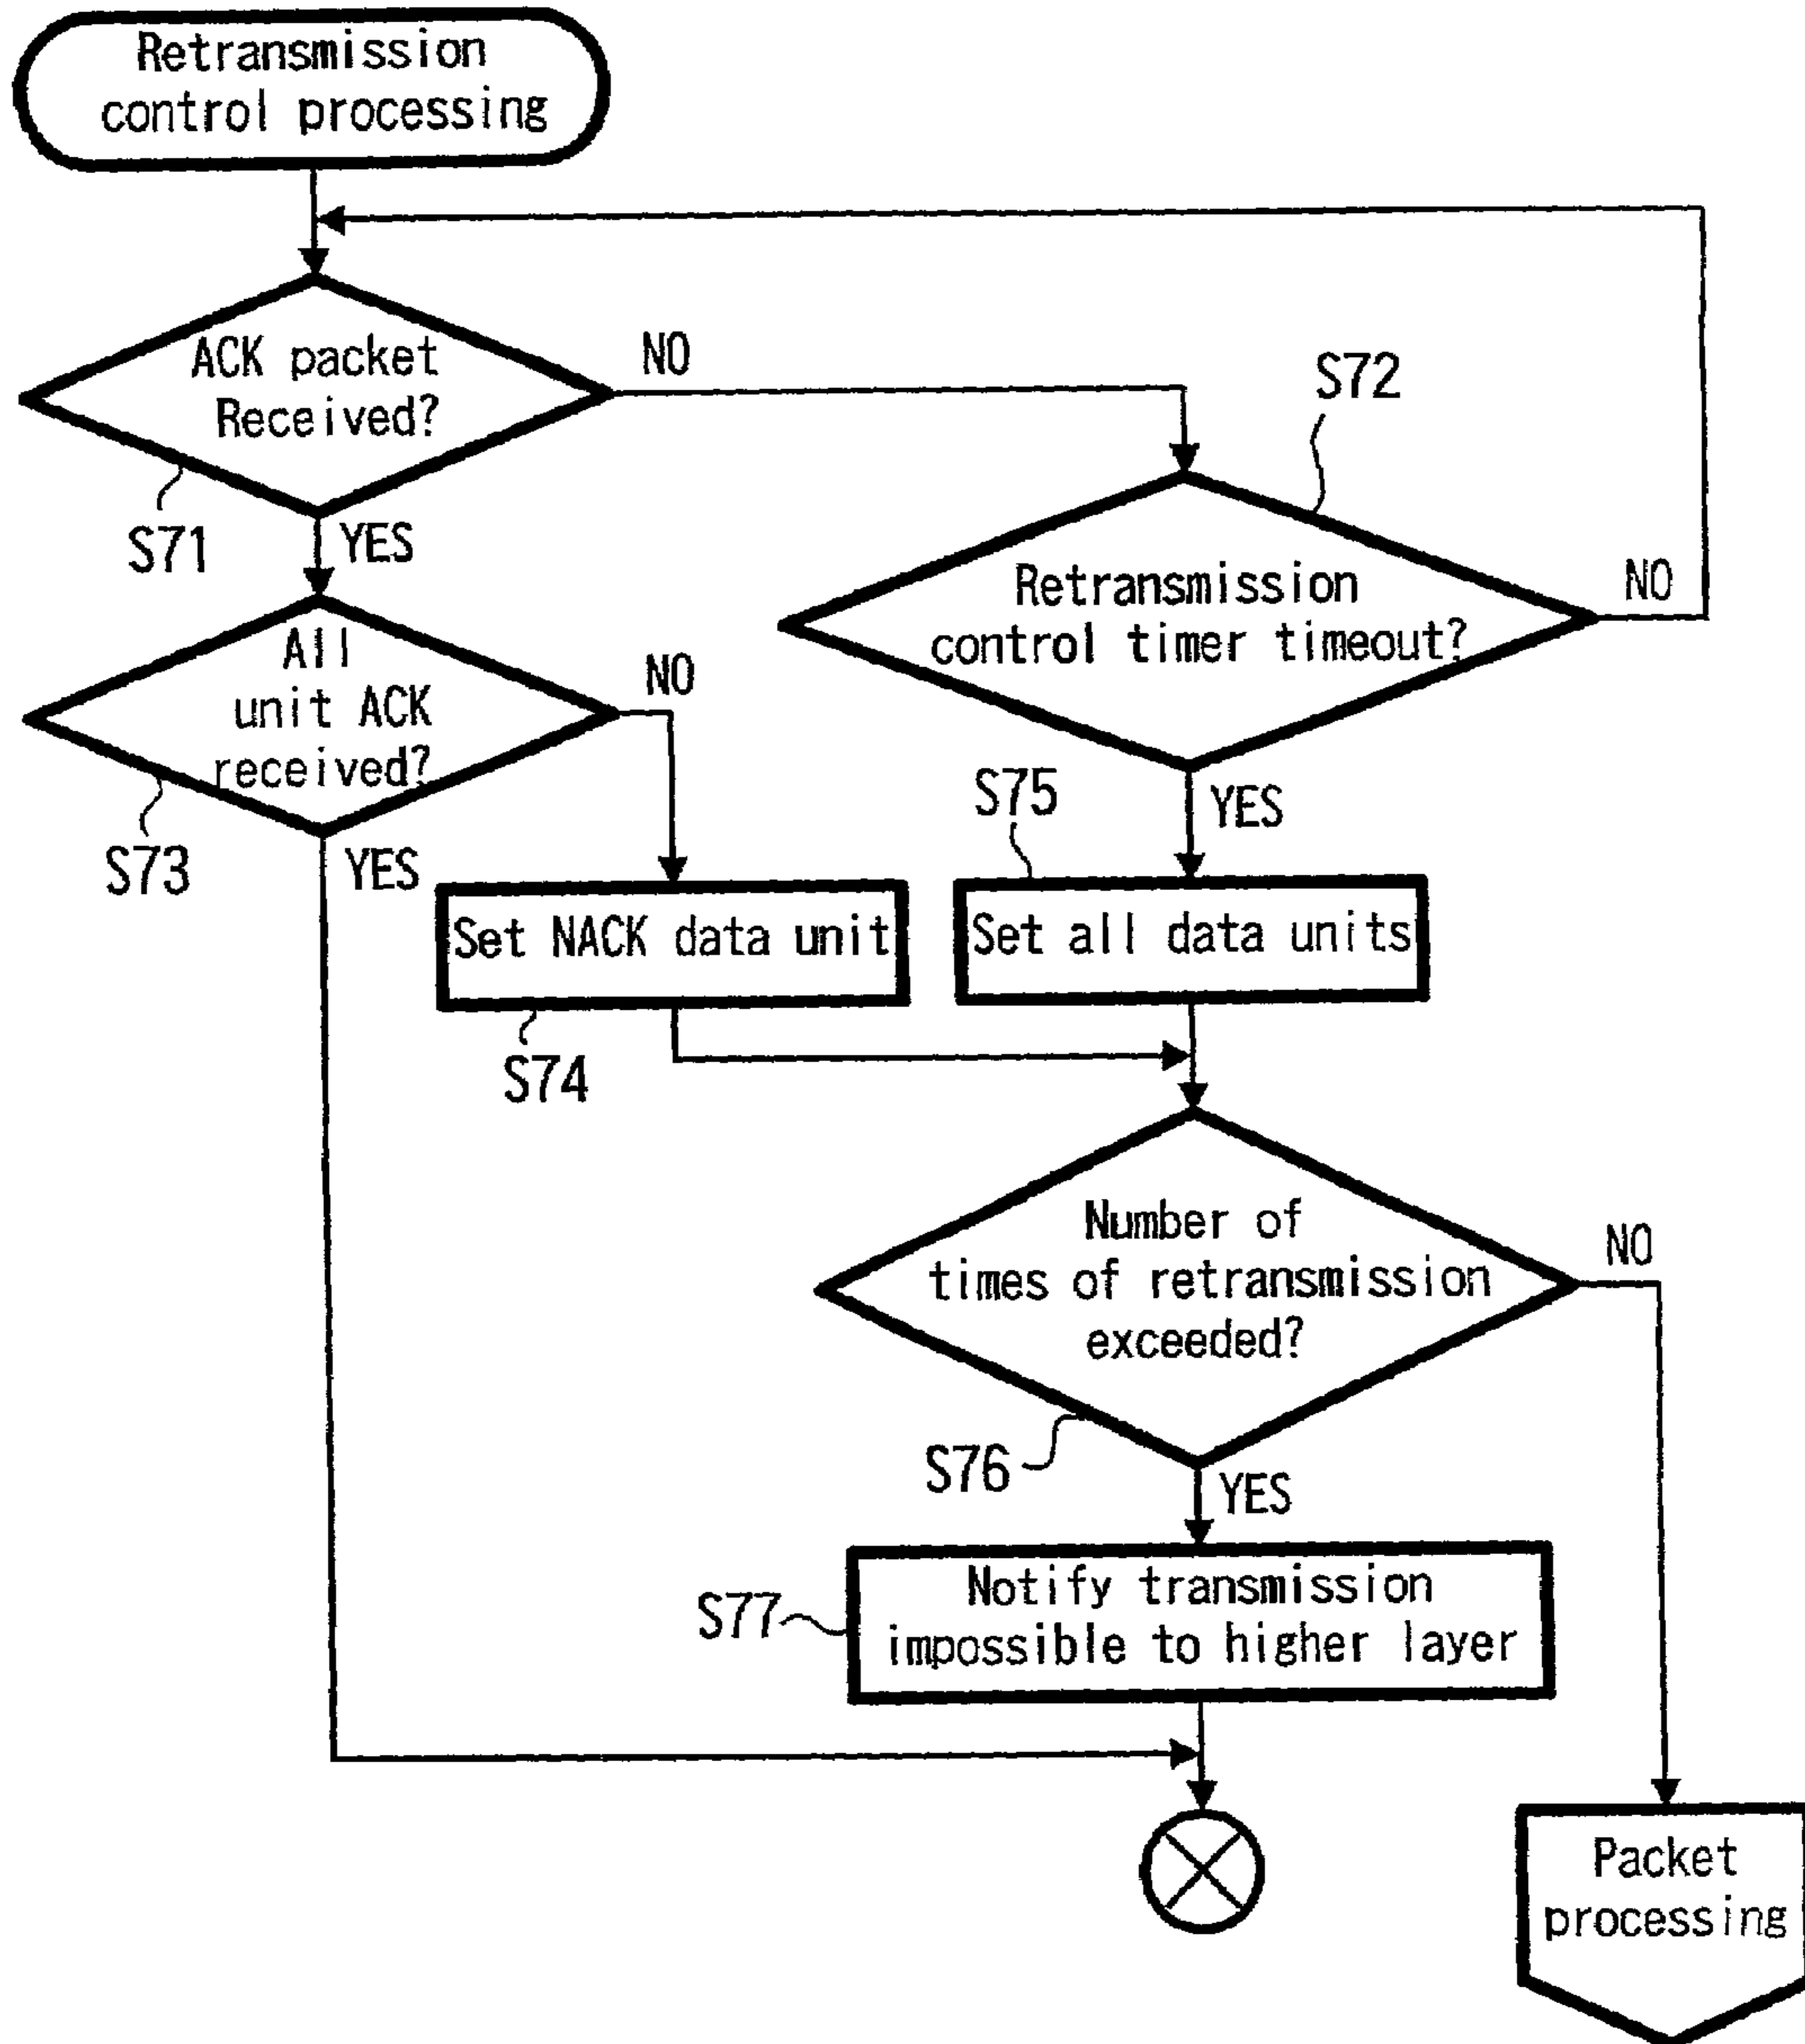 Retransmission
control processing
ACK packet
Received?
NO
S71
YES
S72
Retransmission
control timer timeout?
NO
YES
All
unit ACK
received?
NO
S73
YES
S75
Set NACK data unit
S74
Set all data units
Number of
times of retransmission
exceeded?
NO
S76
YES
S77
Notify transmission
impossible to higher layer
Packet
processing